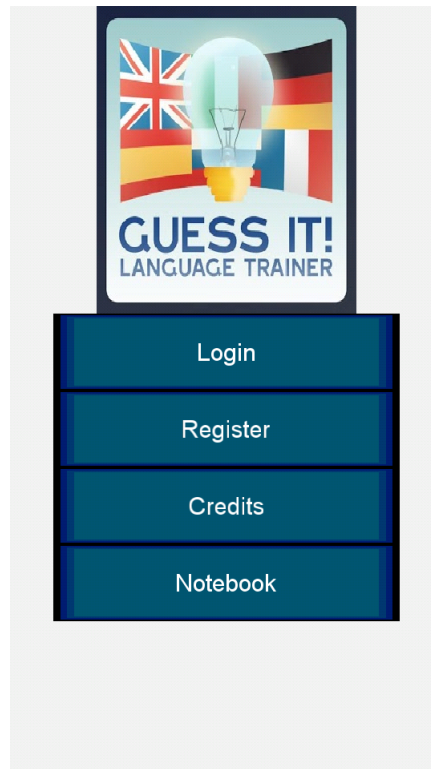 GUESS IT!
LANGUAGE TRAINER
Login
Register
Credits
Notebook